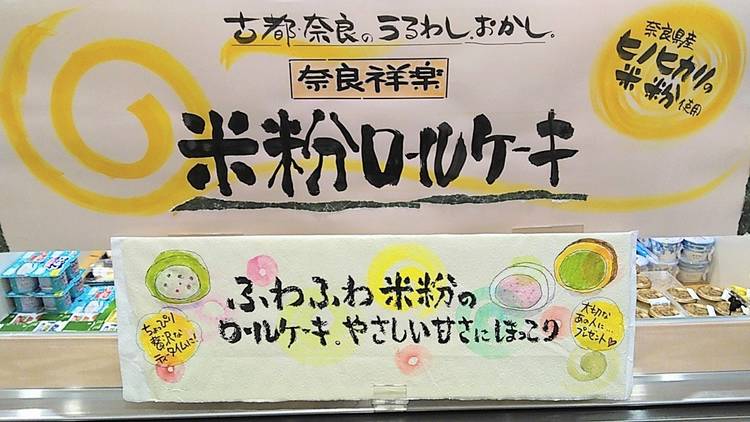 古都・奈良のうるわし、おかし。
奈良祥楽
米粉ロールケーキ
奈良県産
ヒノヒカリの
米粉使用
ふわふわ米粉の
ロールケーキ。やさしい甘さにほっこり
ちょっぴり
贅沢な
ティータイムに!
大切な
あの人に…
プレゼント♡